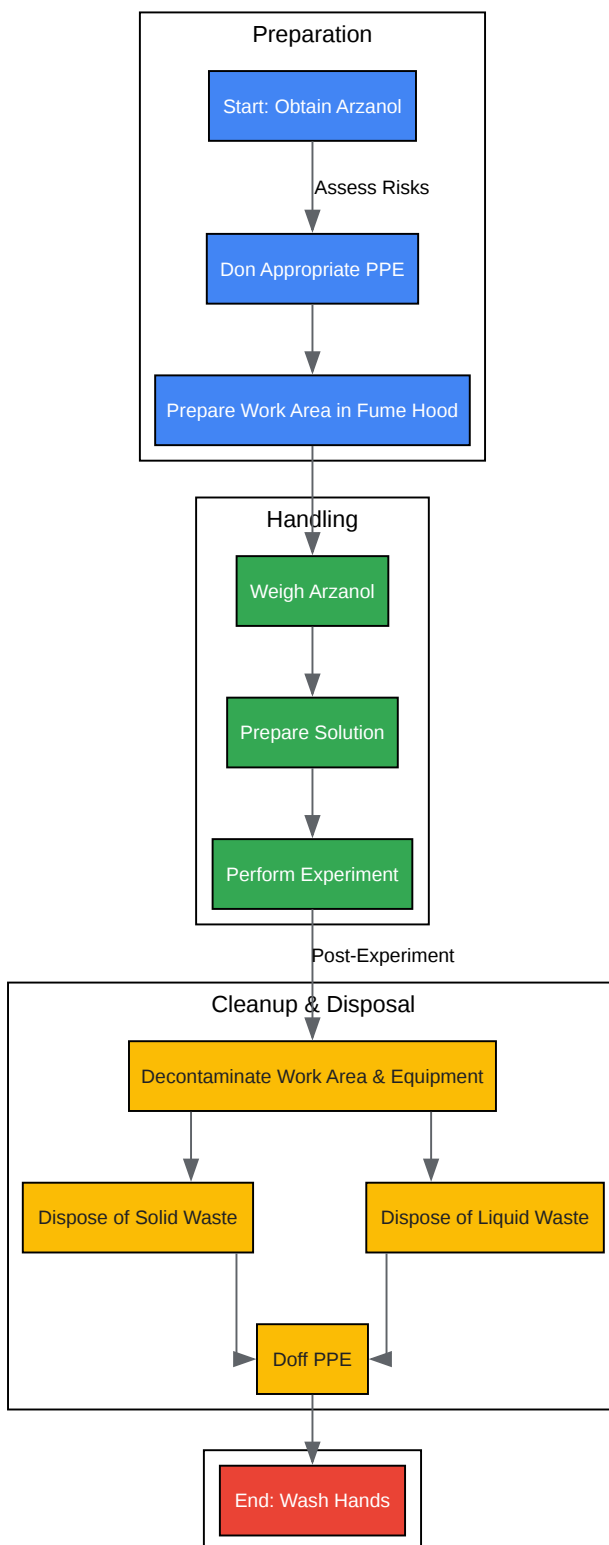 Preparation
Start: Obtain Arzanol
Assess Risks
Don Appropriate PPE
Prepare Work Area in Fume Hood
Handling
Weigh Arzanol
Prepare Solution
Perform Experiment
Post-Experiment
Cleanup & Disposal
Decontaminate Work Area & Equipment
Dispose of Solid Waste
Dispose of Liquid Waste
Doff PPE
End: Wash Hands